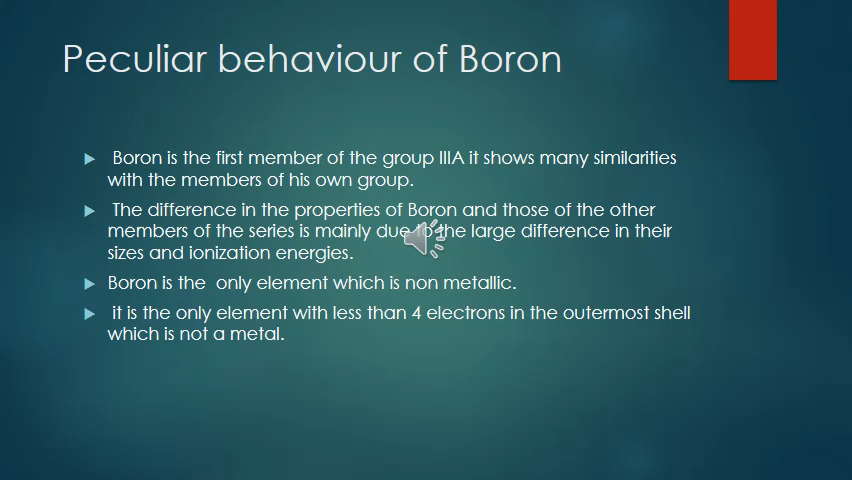 Peculiar behaviour of Boron
Boron is the first member of the group IIIA it shows many similarities
with the members of his own group.
The difference in the properties of Boron and those of the other
members of the series is mainly due to the large difference in their
sizes and ionization energies.
Boron is the only element which is non metallic.
it is the only element with less than 4 electrons in the outermost shell
which is not a metal.